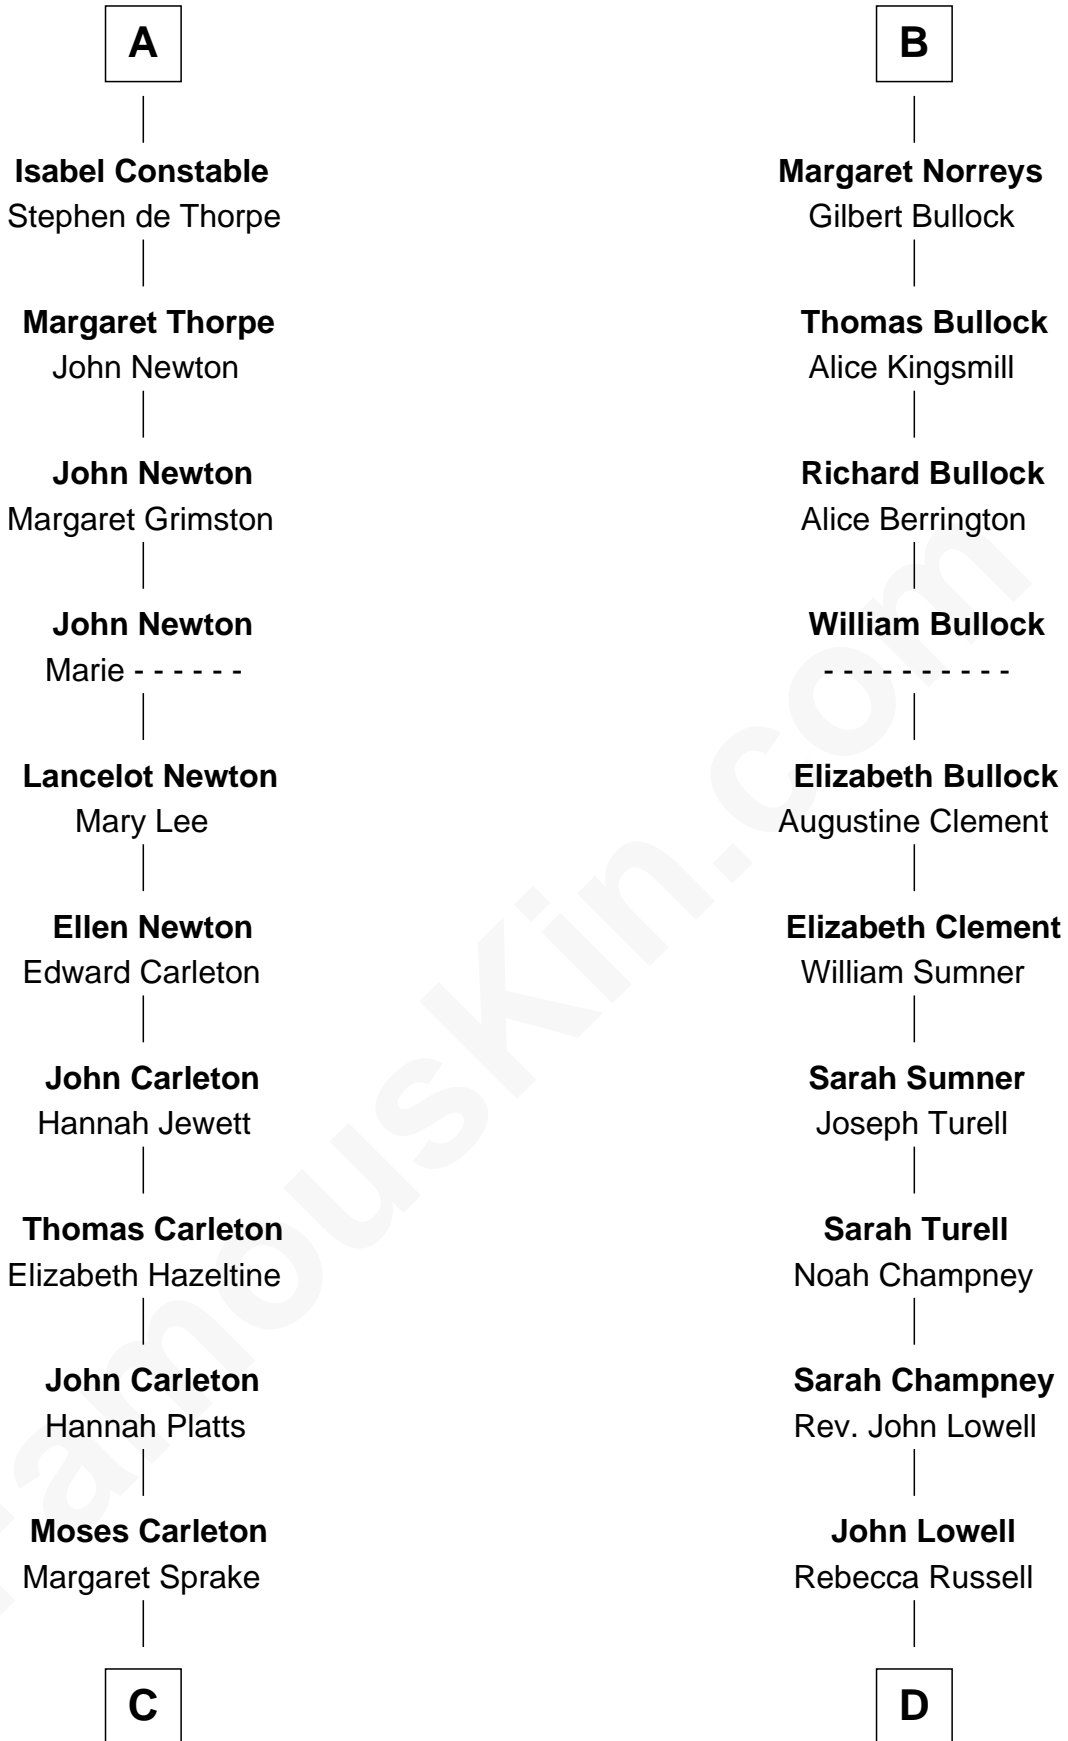 A
Isabel Constable
Stephen de Thorpe
Margaret Thorpe
John Newton
John Newton
Margaret Grimston
John Newton
Marie - - - - - -
Lancelot Newton
Mary Lee
Ellen Newton
Edward Carleton
John Carleton
Hannah Jewett
Thomas Carleton
Elizabeth Hazeltine
John Carleton
Hannah Platts
Moses Carleton
Margaret Sprake
C
B
Margaret Norreys
Gilbert Bullock
Thomas Bullock
Alice Kingsmill
Richard Bullock
Alice Berrington
William Bullock
- - - - - - - - - -
Elizabeth Bullock
Augustine Clement
Elizabeth Clement
William Sumner
Sarah Sumner
Joseph Turell
Sarah Turell
Noah Champney
Sarah Champney
Rev. John Lowell
John Lowell
Rebecca Russell
D
FamousKin.com